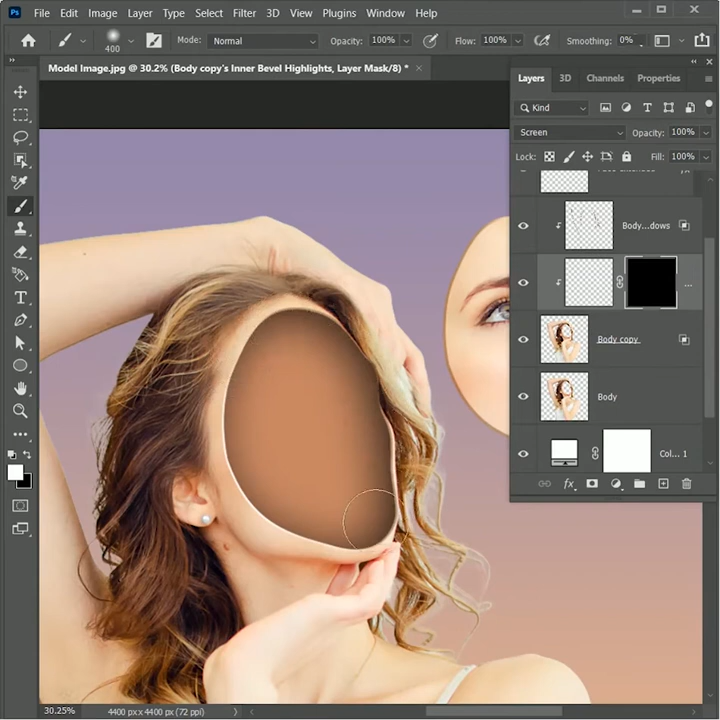 Ps File Edit Image Layer Type Select Filter 3D View Plugins Window Help
400 Mode: Normal Opacity: 100% Flow: 100% Smoothing: 0%
Model Image.jpg @ 30.2% (Body copy's Inner Bevel Highlights, Layer Mask/8) *
Layers 3D Channels Properties
Kind
Screen Opacity: 100%
Lock: Fill: 100%
Body...dows
...
Body copy
Body
Col... 1
fx
30.25% 4400 px x 4400 px (72 ppi)